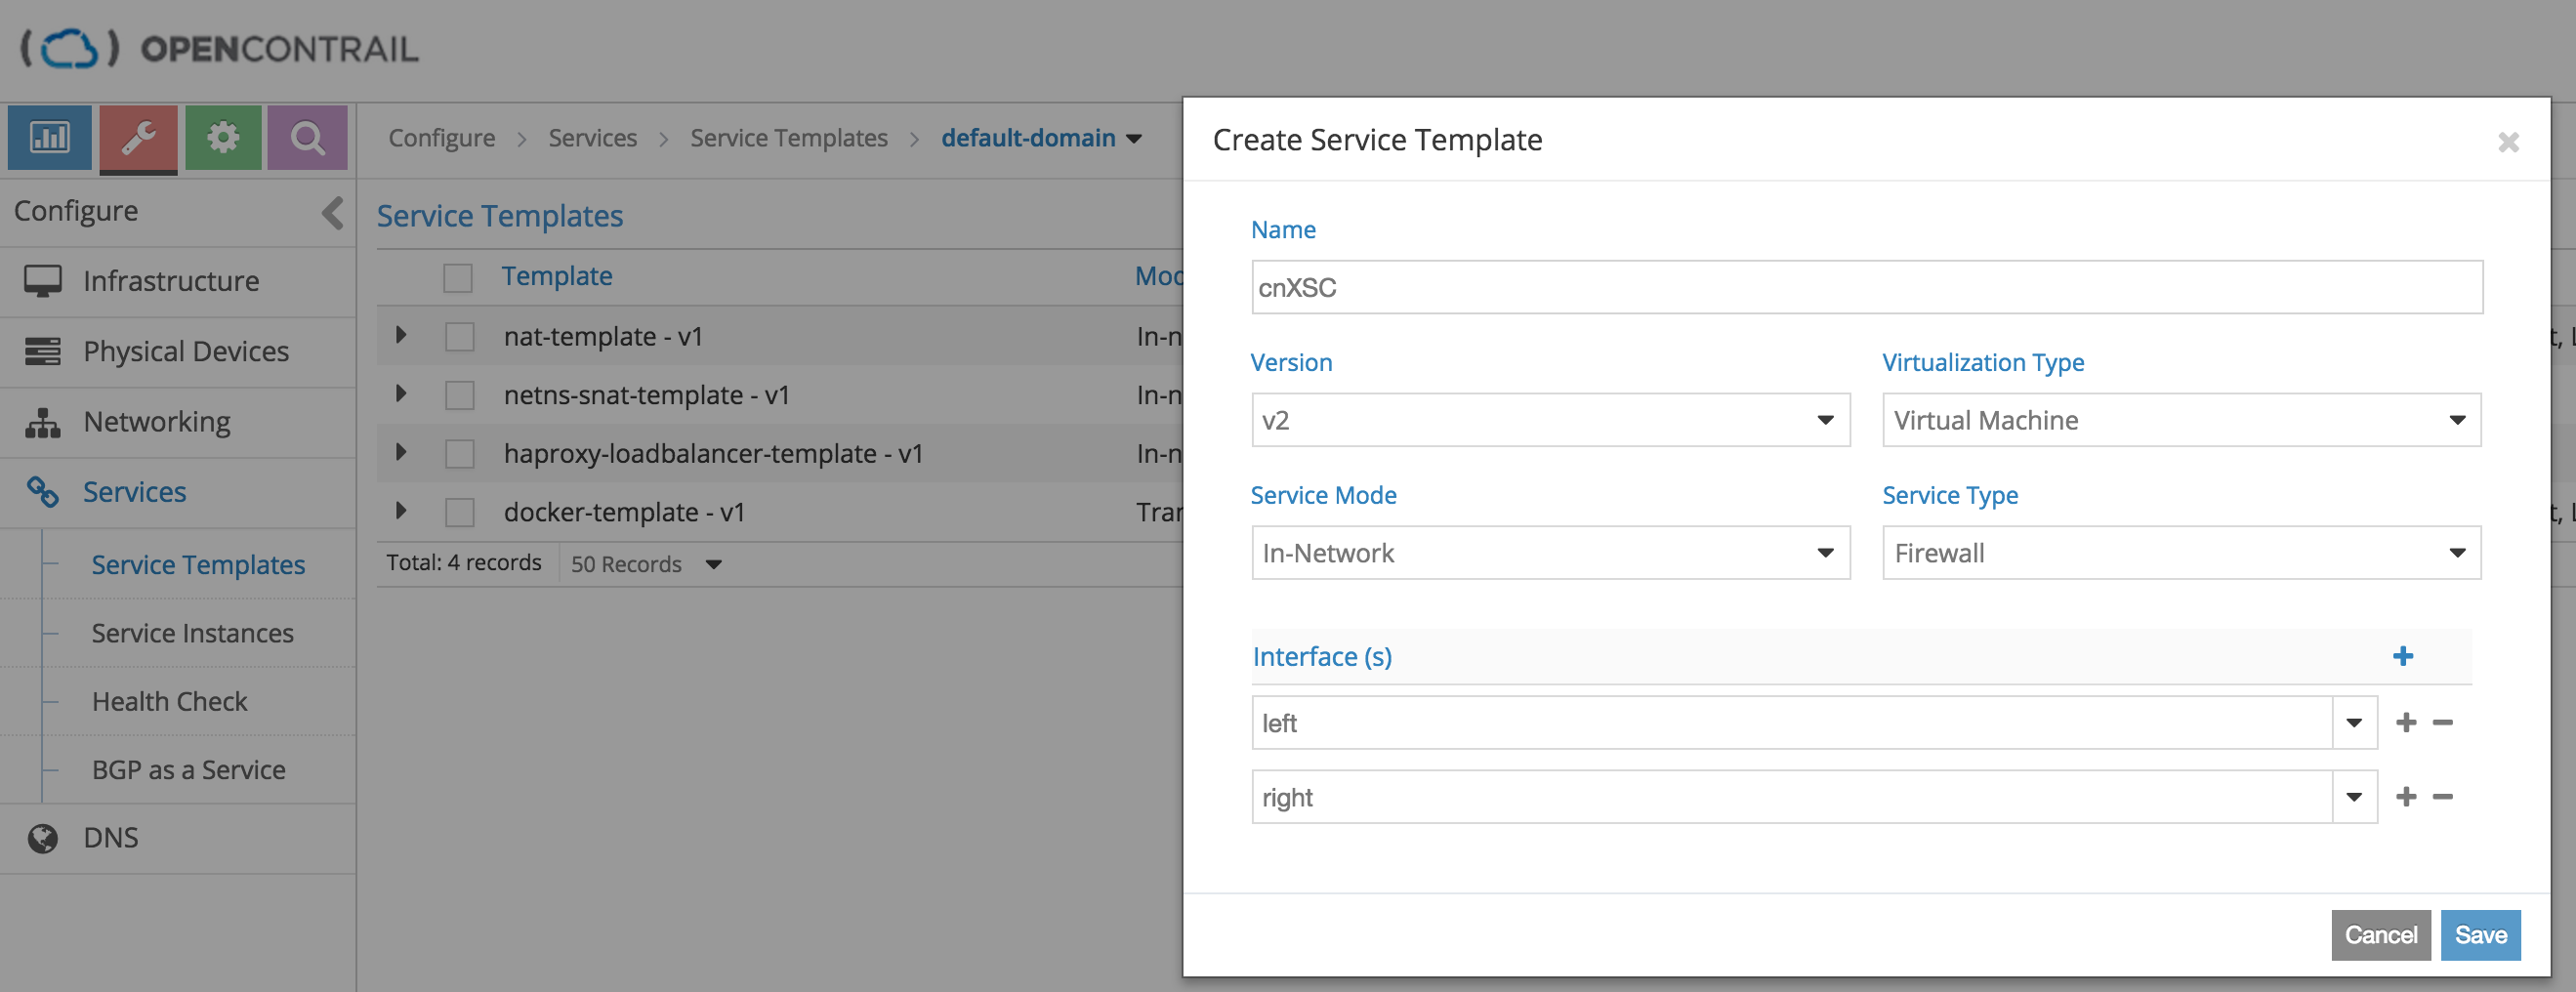 OPENCONTRAIL
Configure > Services > Service Templates > default-domain
Configure
Infrastructure
Physical Devices
Networking
Services
Service Templates
Service Instances
Health Check
BGP as a Service
DNS
Service Templates
Template Mod
nat-template - v1 In-n
netns-snat-template - v1 In-n
haproxy-loadbalancer-template - v1 In-n
docker-template - v1 Tran
Total: 4 records 50 Records
Create Service Template
Name
cnXSC
Version Virtualization Type
v2 Virtual Machine
Service Mode Service Type
In-Network Firewall
Interface (s)
left
right
Cancel Save